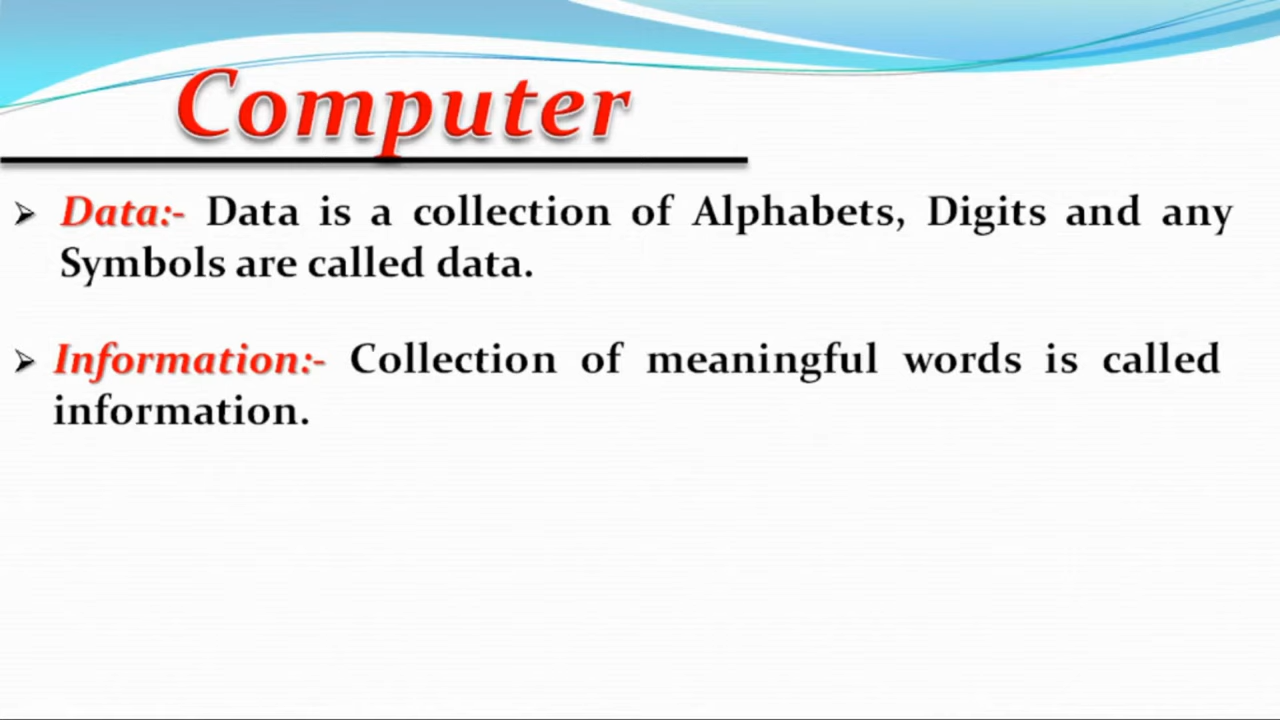 Computer
➢ Data:- Data is a collection of Alphabets, Digits and any
Symbols are called data.
➢ Information:- Collection of meaningful words is called
information.